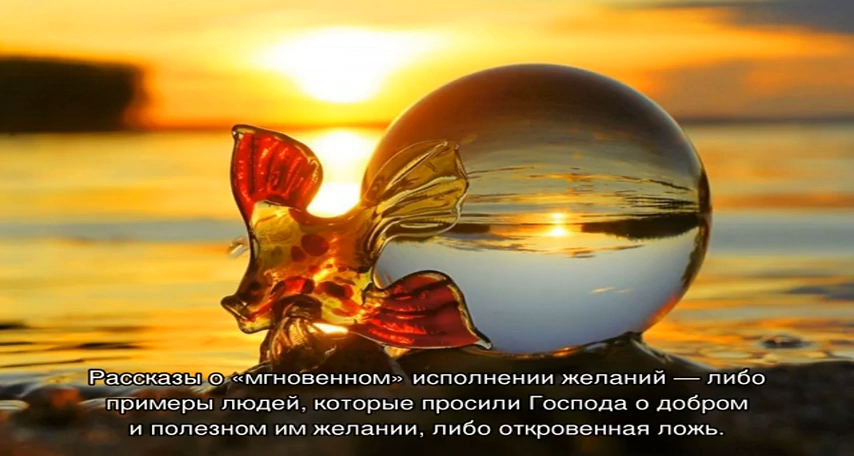 Рассказы о «мгновенном» исполнении желаний — либо
примеры людей, которые просили Господа о добром
и полезном им желании, либо откровенная ложь.